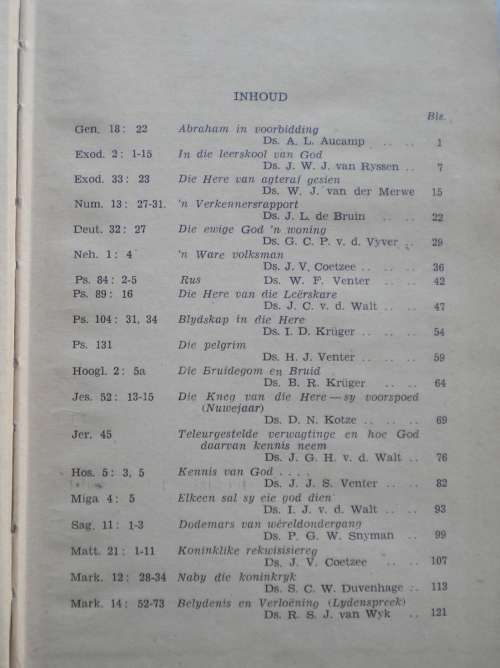 INHOUD
Blz.
Gen. 18: 22 Abraham in voorbidding
Ds. A. L. Aucamp .. .. 1
Exod. 2: 1-15 In die leerskool van God
Ds. J. W. J. van Ryssen .. 7
Exod. 33: 23 Die Here van agteraf gesien
Ds. W. J. van der Merwe 15
Num. 13: 27-31. 'n Verkennersrapport
Ds. J. L. de Bruin .. .. 22
Deut. 32: 27 Die ewige God 'n woning
Ds. G. C. P. v. d. Vyver .. 29
Neh. 1: 4 'n Ware volksman
Ds. J. V. Coetzee .. .. .. 36
Ps. 84: 2-5 Rus Ds. W. F. Venter .. .. 42
Ps. 89: 16 Die Here van die Leërskare
Ds. J. C. v. d. Walt .. .. 47
Ps. 104: 31, 34 Blydskap in die Here
Ds. I. D. Krüger .. .. .. 54
Ps. 131 Die pelgrim
Ds. H. J. Venter .. .. .. 59
Hoogl. 2: 5a Die Bruidegom en Bruid
Ds. B. R. Krüger .. .. 64
Jes. 52: 13-15 Die Kneg van die Here — sy voorspoed
(Nuwejaar)
Ds. D. N. Kotze .. .. .. 69
Jer. 45 Teleurgestelde verwagtinge en hoe God
daarvan kennis neem
Ds. J. G. H. v. d. Walt .. 76
Hos. 5: 3, 5 Kennis van God . . . .
Ds. J. J. S. Venter .. .. 82
Miga 4: 5 Elkeen sal sy eie god dien
Ds. I. J. v. d. Walt .. .. 93
Sag. 11: 1-3 Dodemars van wêreldondergang
Ds. P. G. W. Snyman .. 99
Matt. 21: 1-11 Koninklike rekwisisiereg
Ds. J. V. Coetzee .. .. .. 107
Mark. 12: 28-34 Naby die koninkryk
Ds. S. C. W. Duvenhage .. 113
Mark. 14: 52-73 Belydenis en Verloëning (Lydenspreek)
Ds. R. S. J. van Wyk .. 121